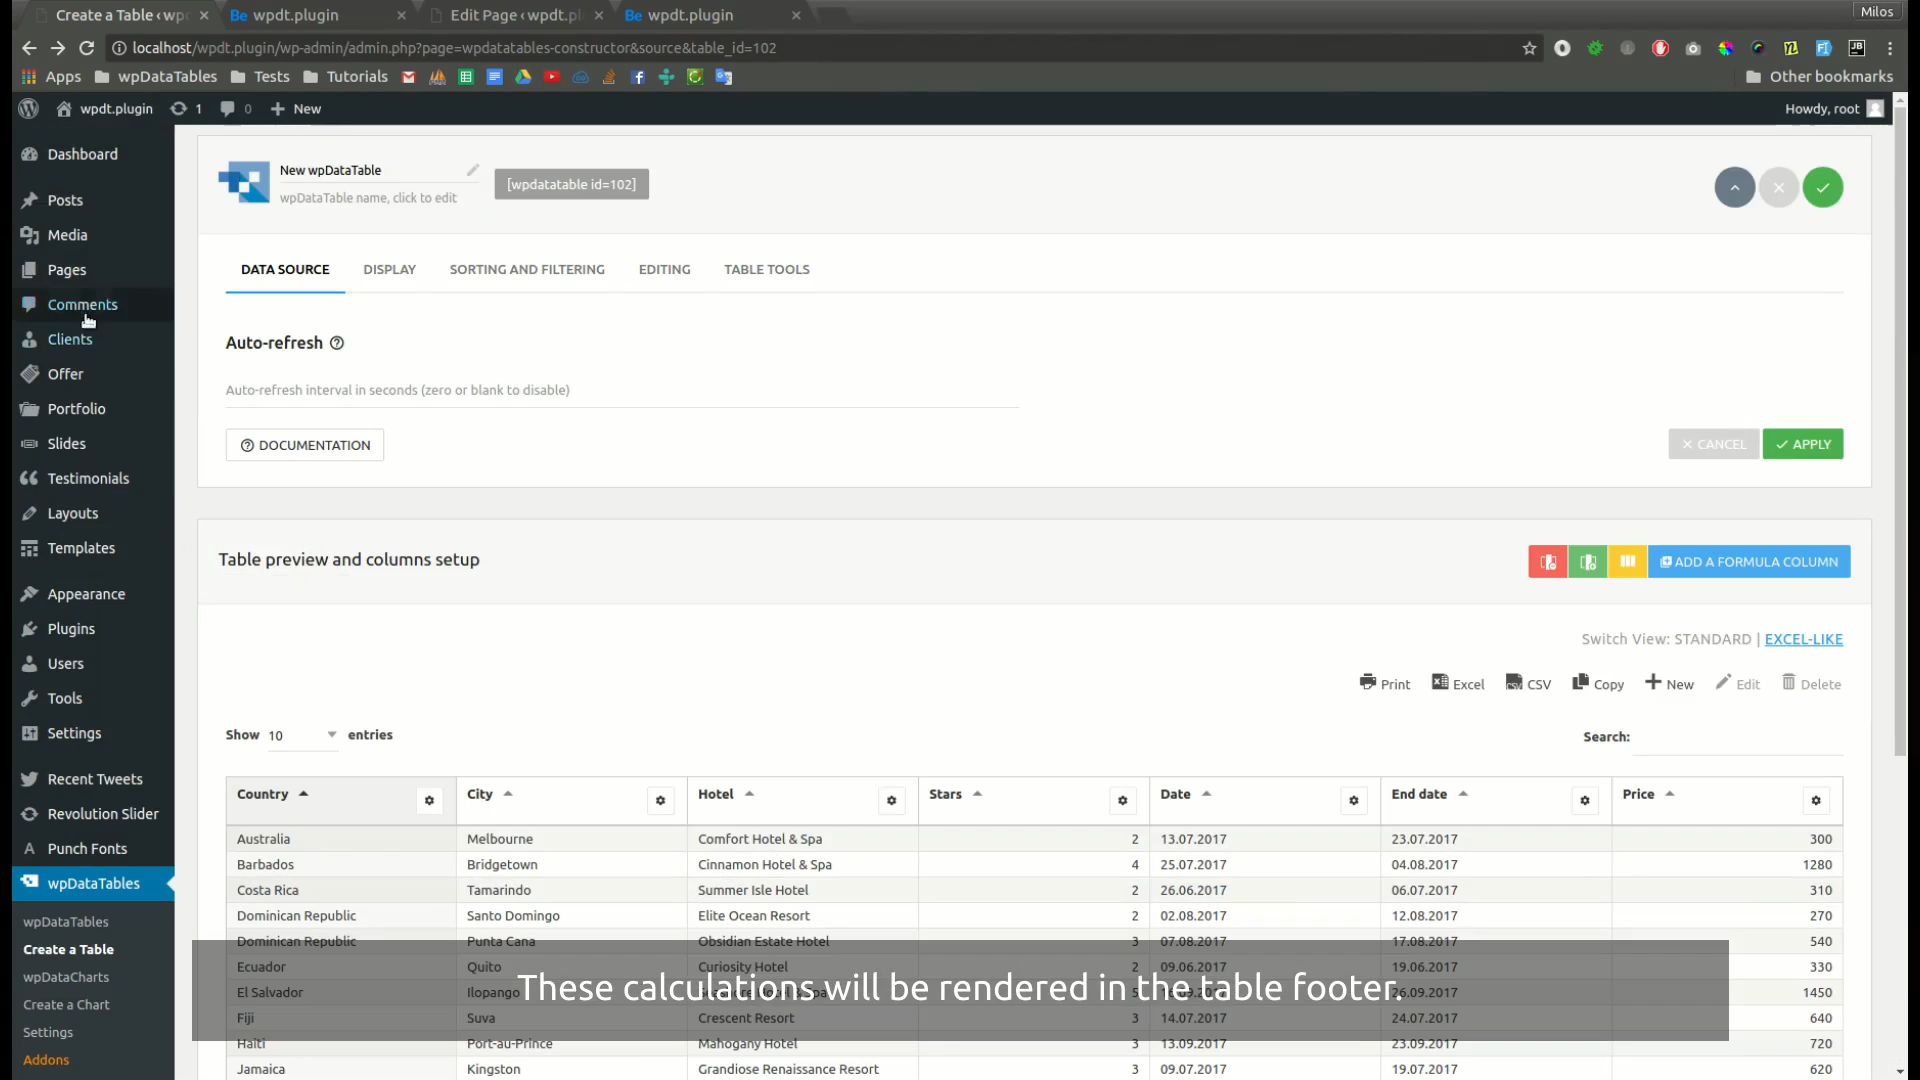 Create a Table ‹ wpd
wpdt.plugin
Edit Page ‹ wpdt.pl
wpdt.plugin
Milos
localhost/wpdt.plugin/wp-admin/admin.php?page=wpdatatables-constructor&source&table_id=102
Apps
wpDataTables
Tests
Tutorials
Other bookmarks
wpdt.plugin
1
0
New
Howdy, root
Dashboard
Posts
Media
Pages
Comments
Clients
Offer
Portfolio
Slides
Testimonials
Layouts
Templates
Appearance
Plugins
Users
Tools
Settings
Recent Tweets
Revolution Slider
Punch Fonts
wpDataTables
wpDataTables
Create a Table
wpDataCharts
Create a Chart
Settings
Addons
New wpDataTable
wpDataTable name, click to edit
[wpdatatable id=102]
DATA SOURCE DISPLAY SORTING AND FILTERING EDITING TABLE TOOLS
Auto-refresh
Auto-refresh interval in seconds (zero or blank to disable)
DOCUMENTATION
CANCEL
APPLY
Table preview and columns setup
ADD A FORMULA COLUMN
Switch View: STANDARD | EXCEL-LIKE
Print Excel CSV Copy New Edit Delete
Show 10 entries
Search:
Country City Hotel Stars Date End date Price
Australia Melbourne Comfort Hotel & Spa 2 13.07.2017 23.07.2017 300
Barbados Bridgetown Cinnamon Hotel & Spa 4 25.07.2017 04.08.2017 1280
Costa Rica Tamarindo Summer Isle Hotel 2 26.06.2017 06.07.2017 310
Dominican Republic Santo Domingo Elite Ocean Resort 2 02.08.2017 12.08.2017 270
Dominican Republic Punta Cana Obsidian Estate Hotel 3 07.08.2017 17.08.2017 540
Ecuador Quito Curiosity Hotel 2 09.06.2017 19.06.2017 330
El Salvador Ilopango 5 26.09.2017 1450
These calculations will be rendered in the table footer.
Fiji Suva Crescent Resort 3 14.07.2017 24.07.2017 640
Haiti Port-au-Prince Mahogany Hotel 3 13.09.2017 23.09.2017 720
Jamaica Kingston Grandiose Renaissance Resort 3 09.07.2017 19.07.2017 620